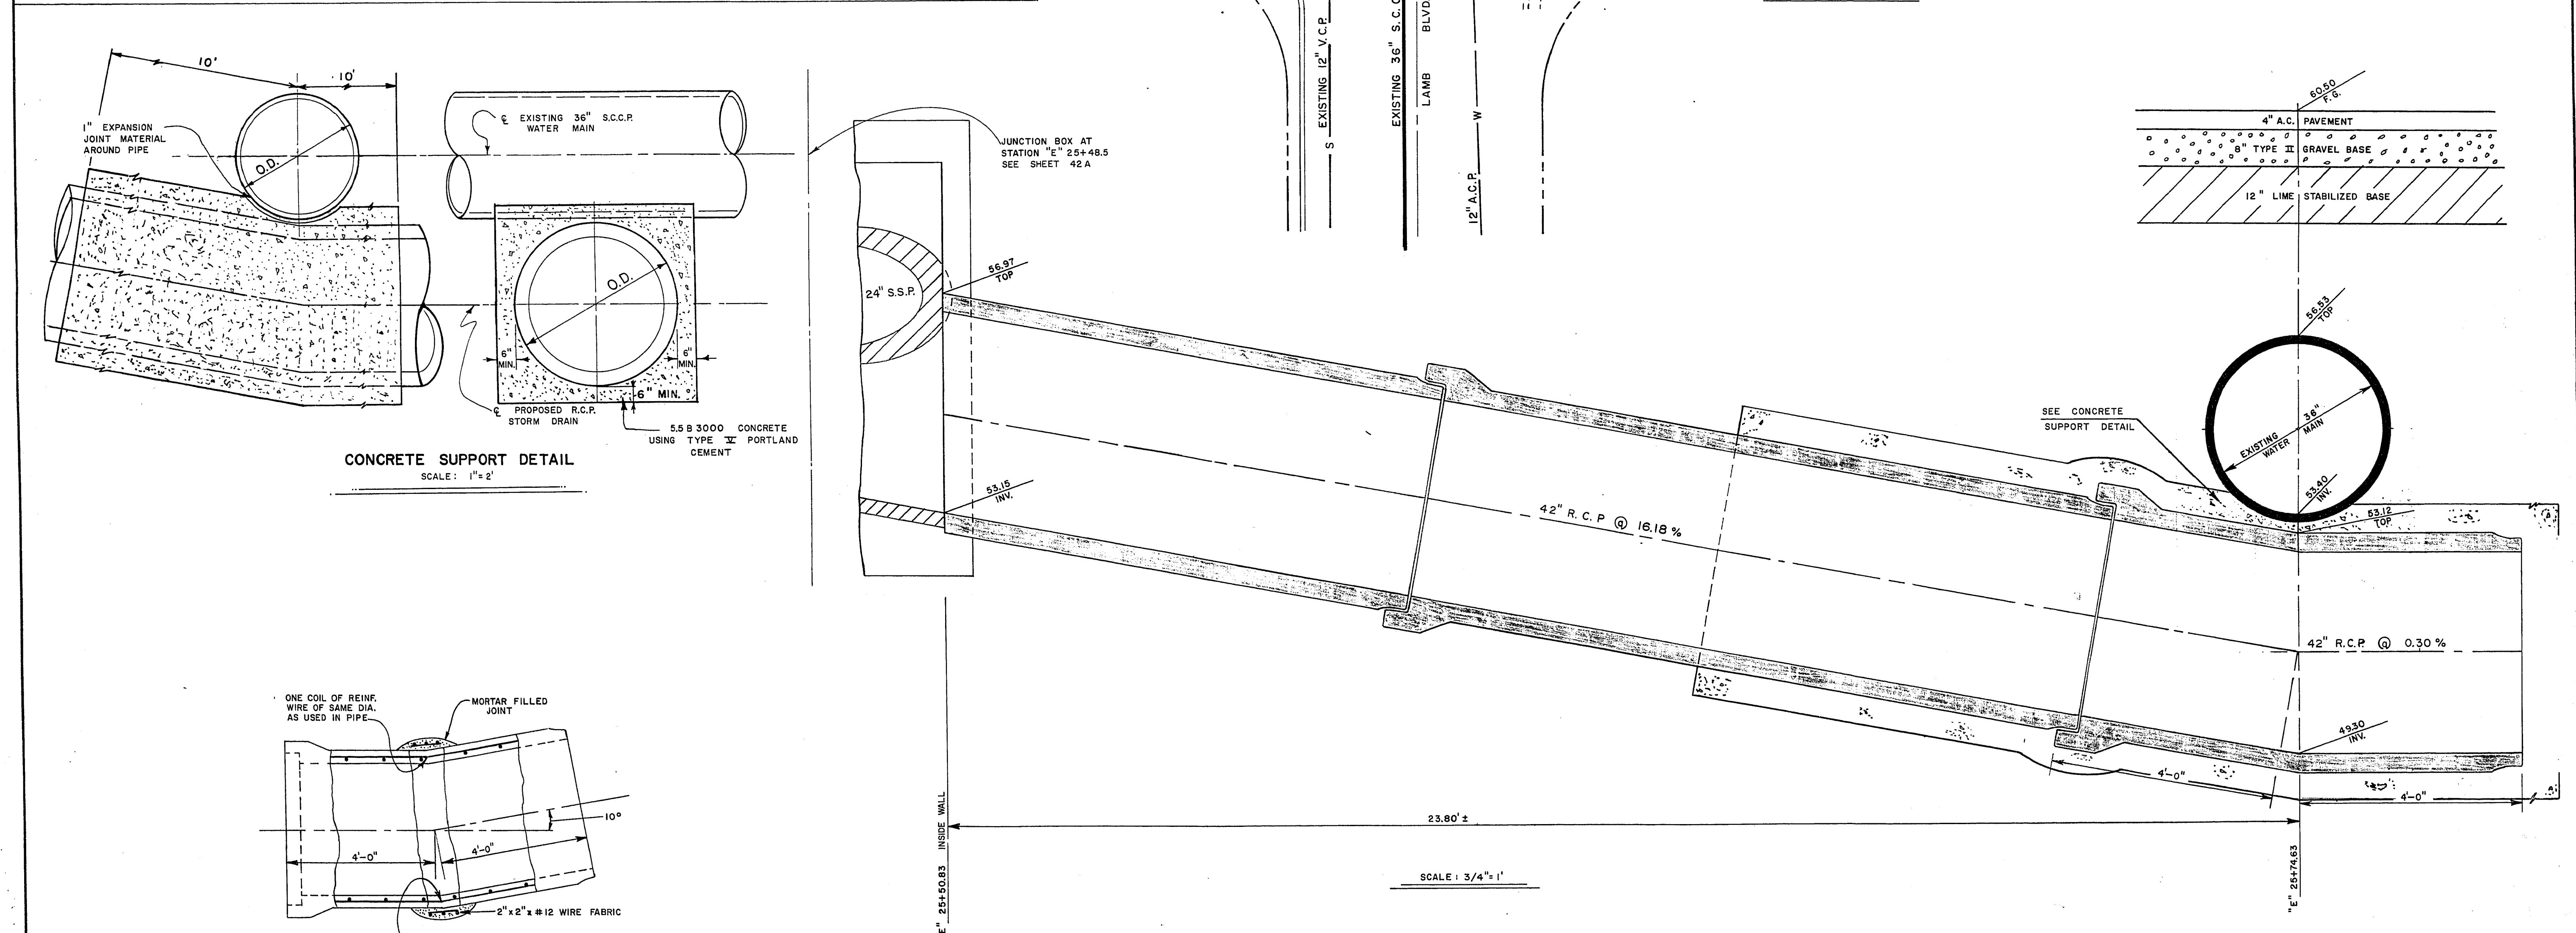 10'
10'
1" EXPANSION
JOINT MATERIAL
AROUND PIPE
O.D.
℄ EXISTING 36" S.C.C.P.
WATER MAIN
O.D.
6"
MIN.
6"
MIN.
6" MIN.
℄ PROPOSED R.C.P.
STORM DRAIN
5.5 B 3000 CONCRETE
USING TYPE V PORTLAND
CEMENT
CONCRETE SUPPORT DETAIL
SCALE: 1"=2'
JUNCTION BOX AT
STATION "E" 25+48.5
SEE SHEET 42A
S EXISTING 12" V.C.P.
EXISTING 36" S.C.C
LAMB BLVD
12" A.C.P. W
60.50
F.G.
4" A.C. PAVEMENT
8" TYPE II GRAVEL BASE
12" LIME STABILIZED BASE
24" S.S.P.
56.97
TOP
53.15
INV.
42" R.C.P @ 16.18 %
56.53
TOP
SEE CONCRETE
SUPPORT DETAIL
EXISTING 36"
WATER MAIN
53.40
INV.
53.12
TOP
42" R.C.P. @ 0.30 %
49.30
INV.
4'-0"
4'-0"
23.80' ±
"E" 25+50.83 INSIDE WALL
"E" 25+74.63
SCALE: 3/4"=1'
ONE COIL OF REINF.
WIRE OF SAME DIA.
AS USED IN PIPE
MORTAR FILLED
JOINT
10°
4'-0"
4'-0"
2"x2"x #12 WIRE FABRIC